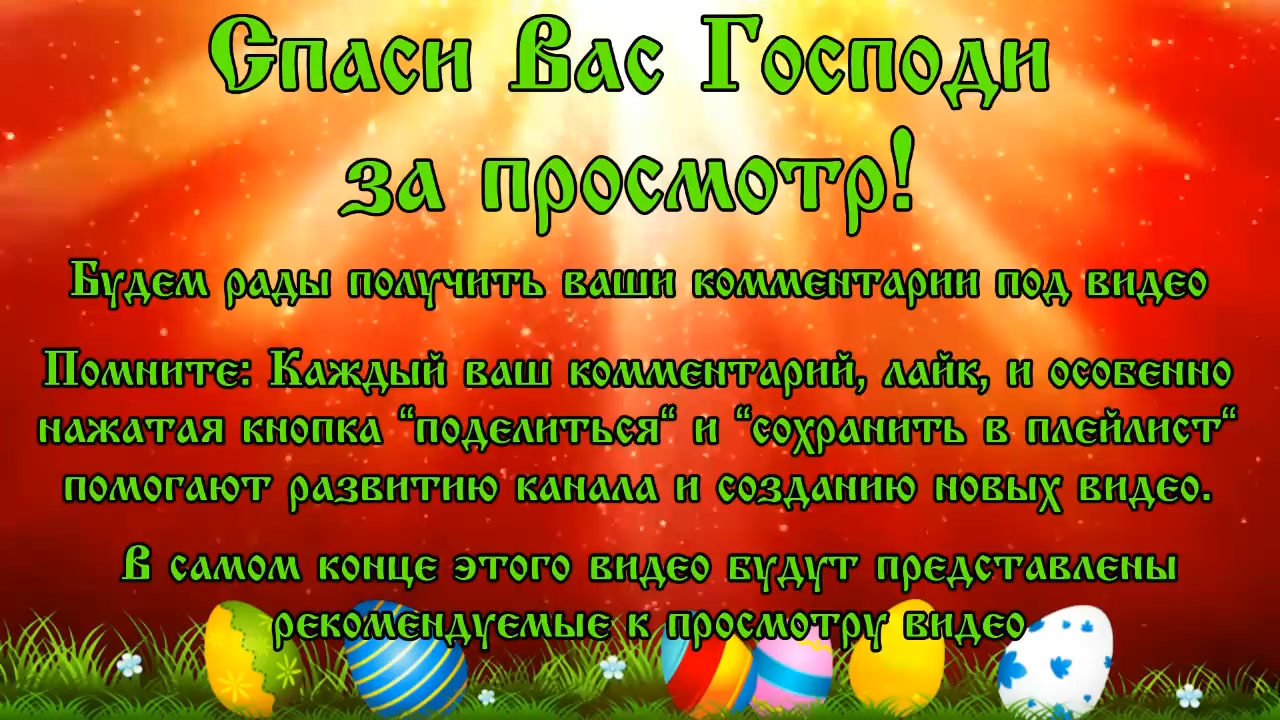 Спаси Вас Господи
за просмотр!
Будем рады получить ваши комментарии под видео
Помните: Каждый ваш комментарий, лайк, и особенно
нажатая кнопка “поделиться“ и “сохранить в плейлист“
помогают развитию канала и созданию новых видео.
В самом конце этого видео будут представлены
рекомендуемые к просмотру видео